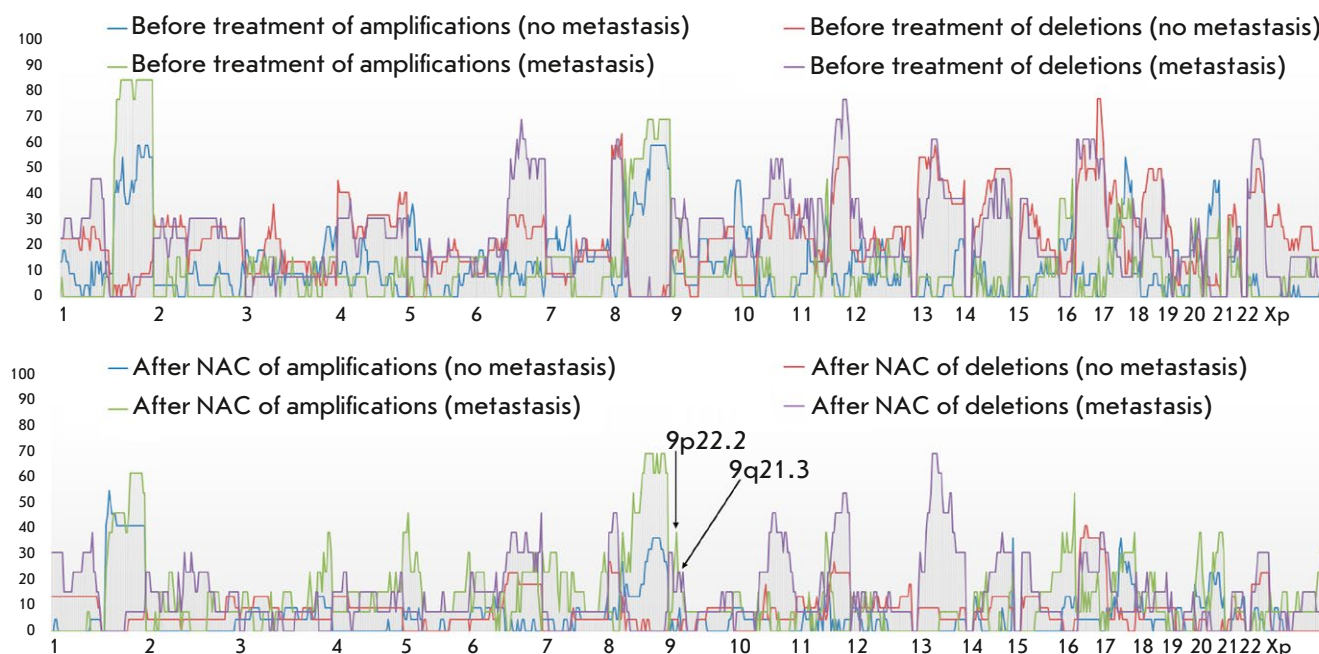 Before treatment of amplifications (no metastasis)
Before treatment of deletions (no metastasis)
Before treatment of amplifications (metastasis)
Before treatment of deletions (metastasis)
100
90
80
70
60
50
40
30
20
10
0
1 2 3 4 5 6 7 8 9 10 11 12 13 14 15 16 17 18 19 20 21 22 Xp
After NAC of amplifications (no metastasis)
After NAC of deletions (no metastasis)
After NAC of amplifications (metastasis)
After NAC of deletions (metastasis)
100
90
80
70
60
50
40
30
20
10
0
9p22.2
9q21.3
1 2 3 4 5 6 7 8 9 10 11 12 13 14 15 16 17 18 19 20 21 22 Xp